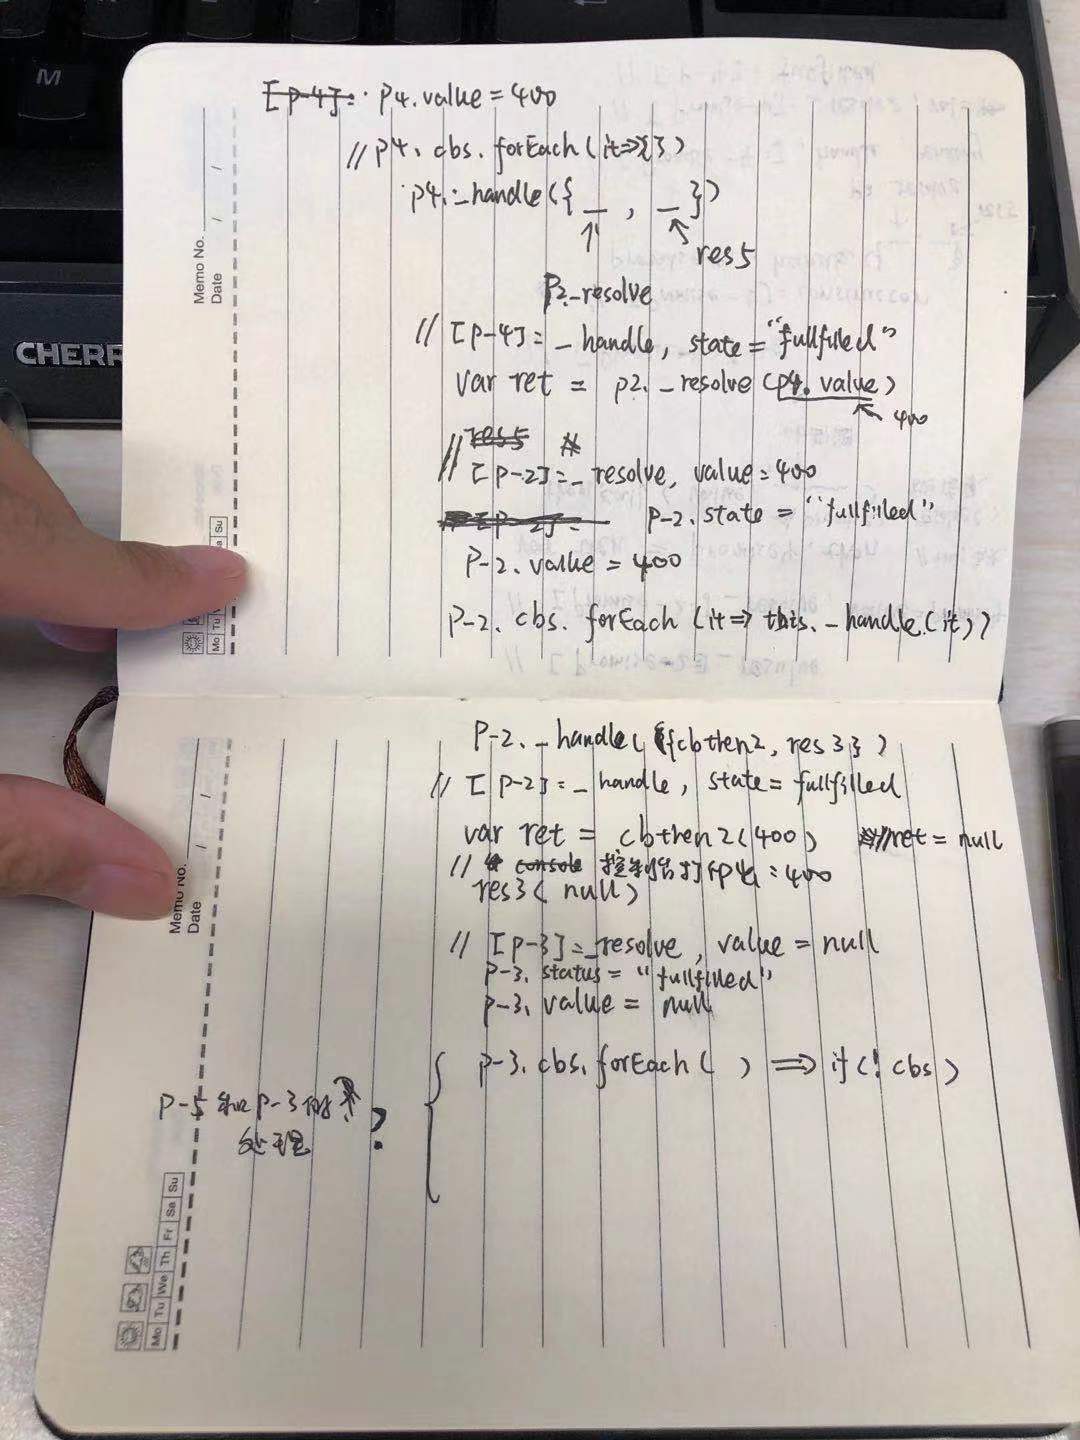 M
CHERR
[P-4]: P4.value = 400
// P4.cbs.forEach(it=>{})
P4._handle({ _ , _ })
res5
P2._resolve
// [P-4]:=_handle, state = "fullfilled"
var ret = p2._resolve(p4.value)
400
// res5
[P-2]:=_resolve, value = 400
P-2.state = "fullfilled"
P-2.value = 400
P-2.cbs.forEach(it=> this._handle(it))
Memo No.
Date / /
Mo Tu Sa Su
P-2._handle({cbthen2, res3})
// [P-2]:=_handle, state = fullfilled
var ret = cbthen2(400) //ret = null
// console 控制台打印出:400
res3(null)
// [P-3]:=_resolve, value = null
P-3.status = "fullfilled"
P-3.value = null
P-3.cbs.forEach( ) => if(!cbs)
P-5 和 P-3 的
处理 ?
Memo No.
Date / /
Mo Tu We Th Fr Sa Su